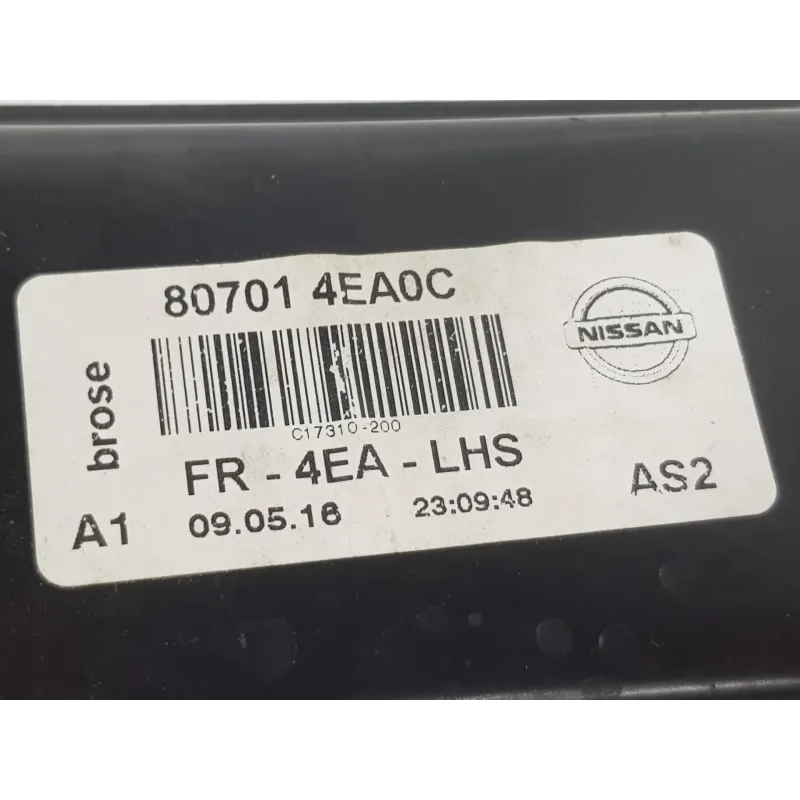 80701 4EA0C
NISSAN
brose
C17310-200
FR - 4EA - LHS
A1 09.05.16 23:09:48 AS2